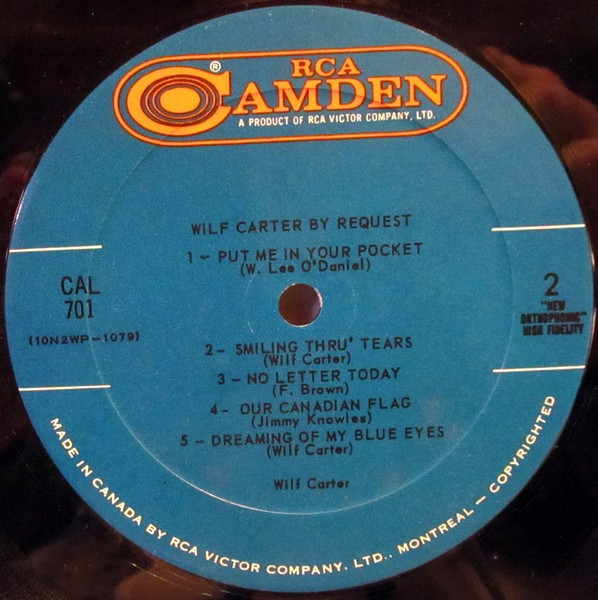 ®
RCA
CAMDEN
A PRODUCT OF RCA VICTOR COMPANY, LTD.
WILF CARTER BY REQUEST
1 - PUT ME IN YOUR POCKET
(W. Lee O'Daniel)
CAL
701
(10N2WP-1079)
2
"NEW
ORTHOPHONIC"
HIGH FIDELITY
2- SMILING THRU' TEARS
(Wilf Carter)
3 - NO LETTER TODAY
(F. Brown)
4- OUR CANADIAN FLAG
(Jimmy Knowles)
5 - DREAMING OF MY BLUE EYES
(Wilf Carter)
Wilf Carter
MADE IN CANADA BY RCA VICTOR COMPANY, LTD., MONTREAL — COPYRIGHTED